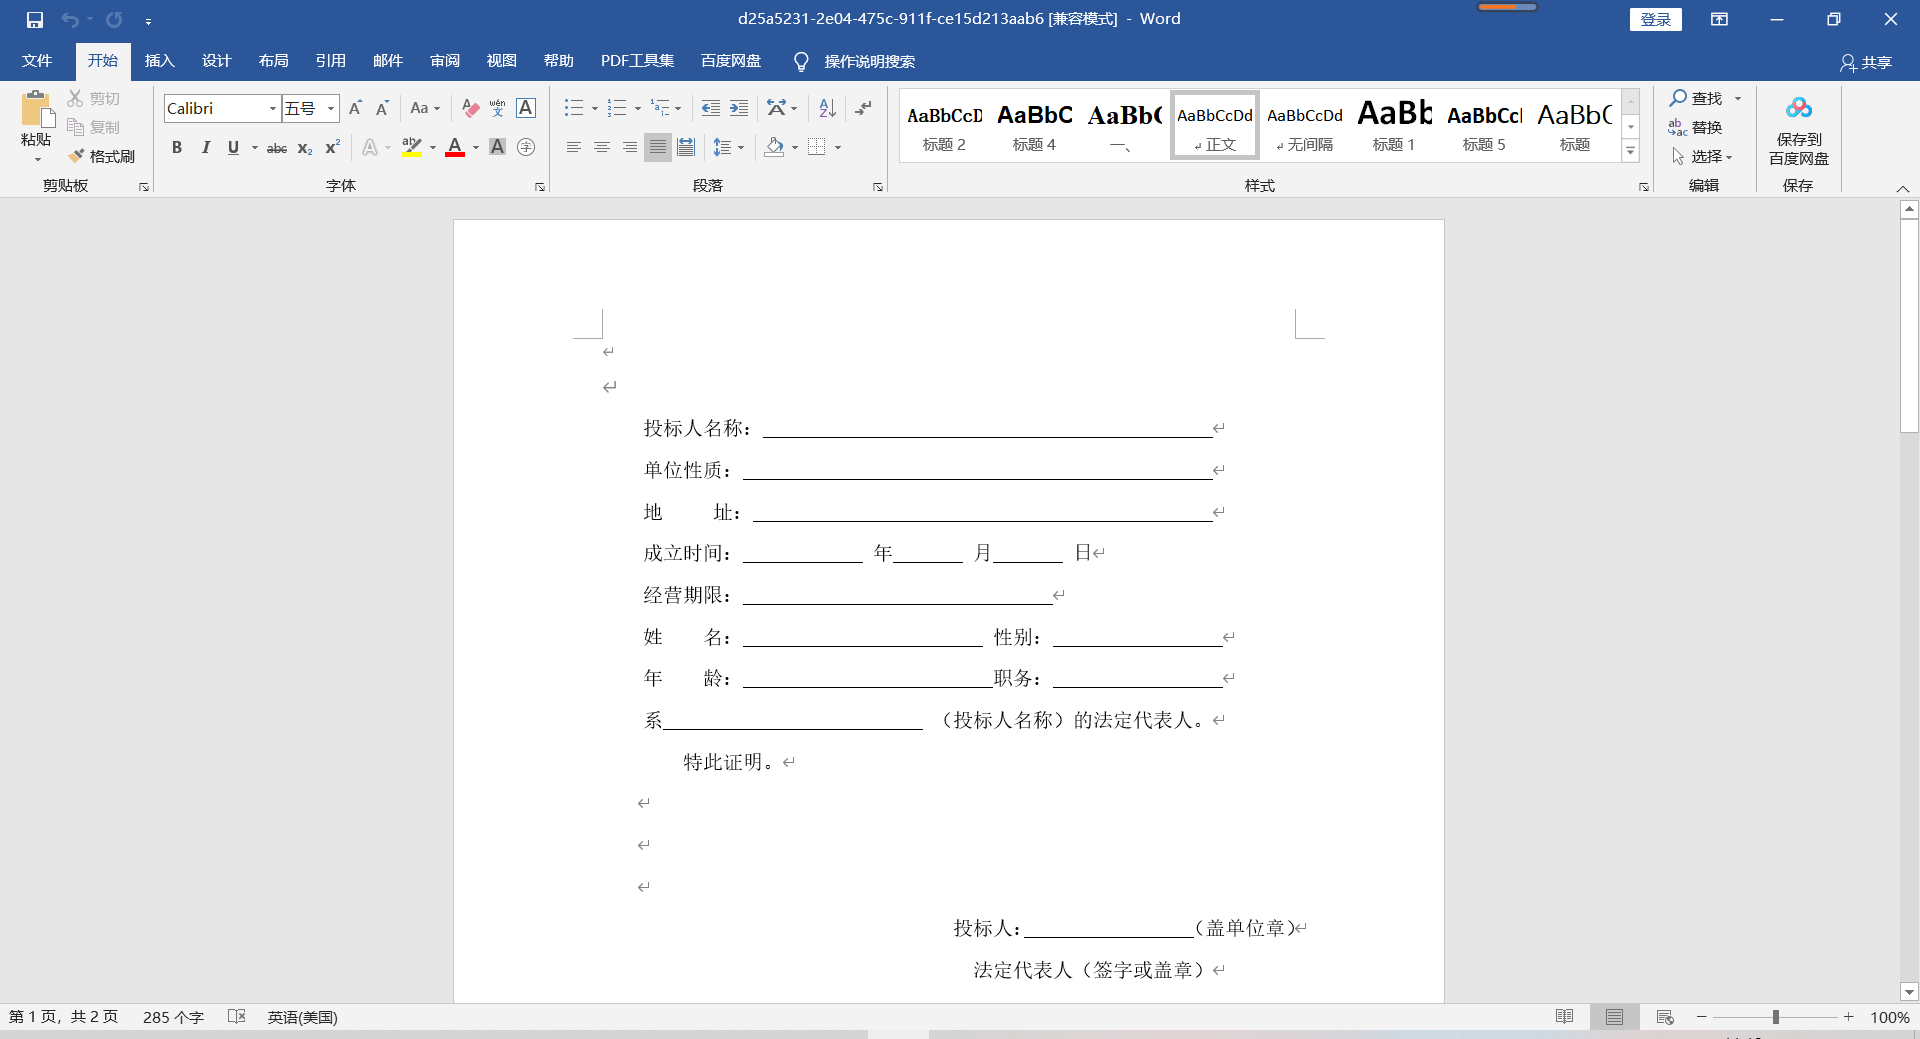 d25a5231-2e04-475c-911f-ce15d213aab6 [兼容模式] - Word
登录
文件 开始 插入 设计 布局 引用 邮件 审阅 视图 帮助 PDF工具集 百度网盘 操作说明搜索 共享
粘贴 剪切 复制 格式刷
Calibri 五号 A A Aa A wén 文 A
B I U abc X₂ X² A ab A A 字
AaBbCcD AaBbC AaBb( AaBbCcDd AaBbCcDd AaBb AaBbCc AaBbC
标题 2 标题 4 一、 正文 无间隔 标题 1 标题 5 标题
查找
替换
选择
保存到
百度网盘
剪贴板 字体 段落 样式 编辑 保存
投标人名称：
单位性质：
地 址：
成立时间： 年 月 日
经营期限：
姓 名： 性别：
年 龄： 职务：
系 （投标人名称）的法定代表人。
特此证明。
投标人： （盖单位章）
法定代表人（签字或盖章）
第 1 页，共 2 页 285 个字 英语(美国) 100%